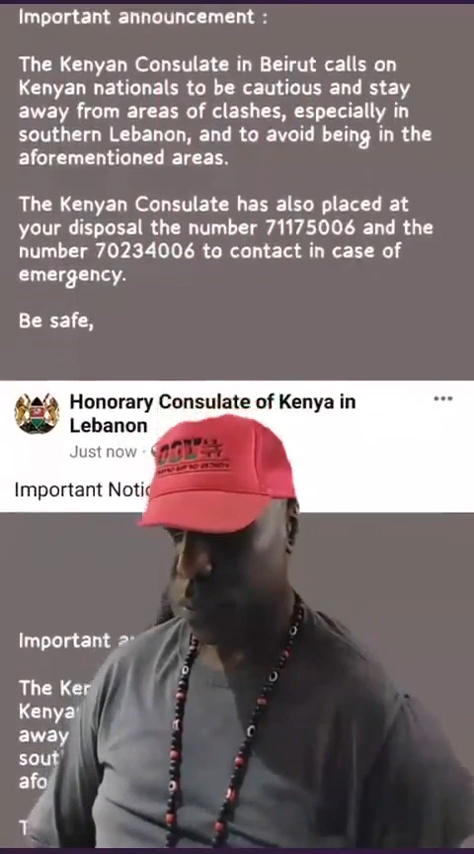 Important announcement :
The Kenyan Consulate in Beirut calls on
Kenyan nationals to be cautious and stay
away from areas of clashes, especially in
southern Lebanon, and to avoid being in the
aforementioned areas.
The Kenyan Consulate has also placed at
your disposal the number 71175006 and the
number 70234006 to contact in case of
emergency.
Be safe,
Honorary Consulate of Kenya in
Lebanon
Just now ·
Important Notic
Important a
The Ker
Kenya
away
sout
afo
T